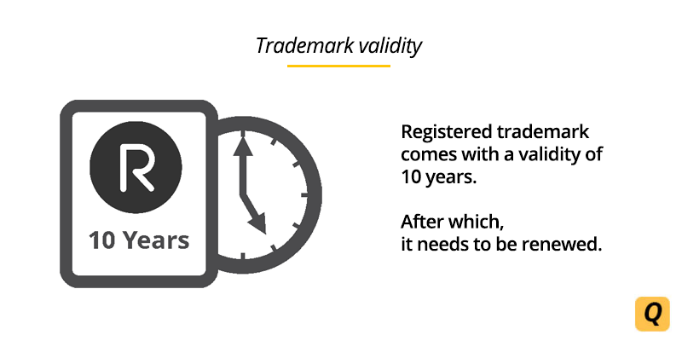 Trademark validity
R
10 Years
Registered trademark
comes with a validity of
10 years.
After which,
it needs to be renewed.
Q